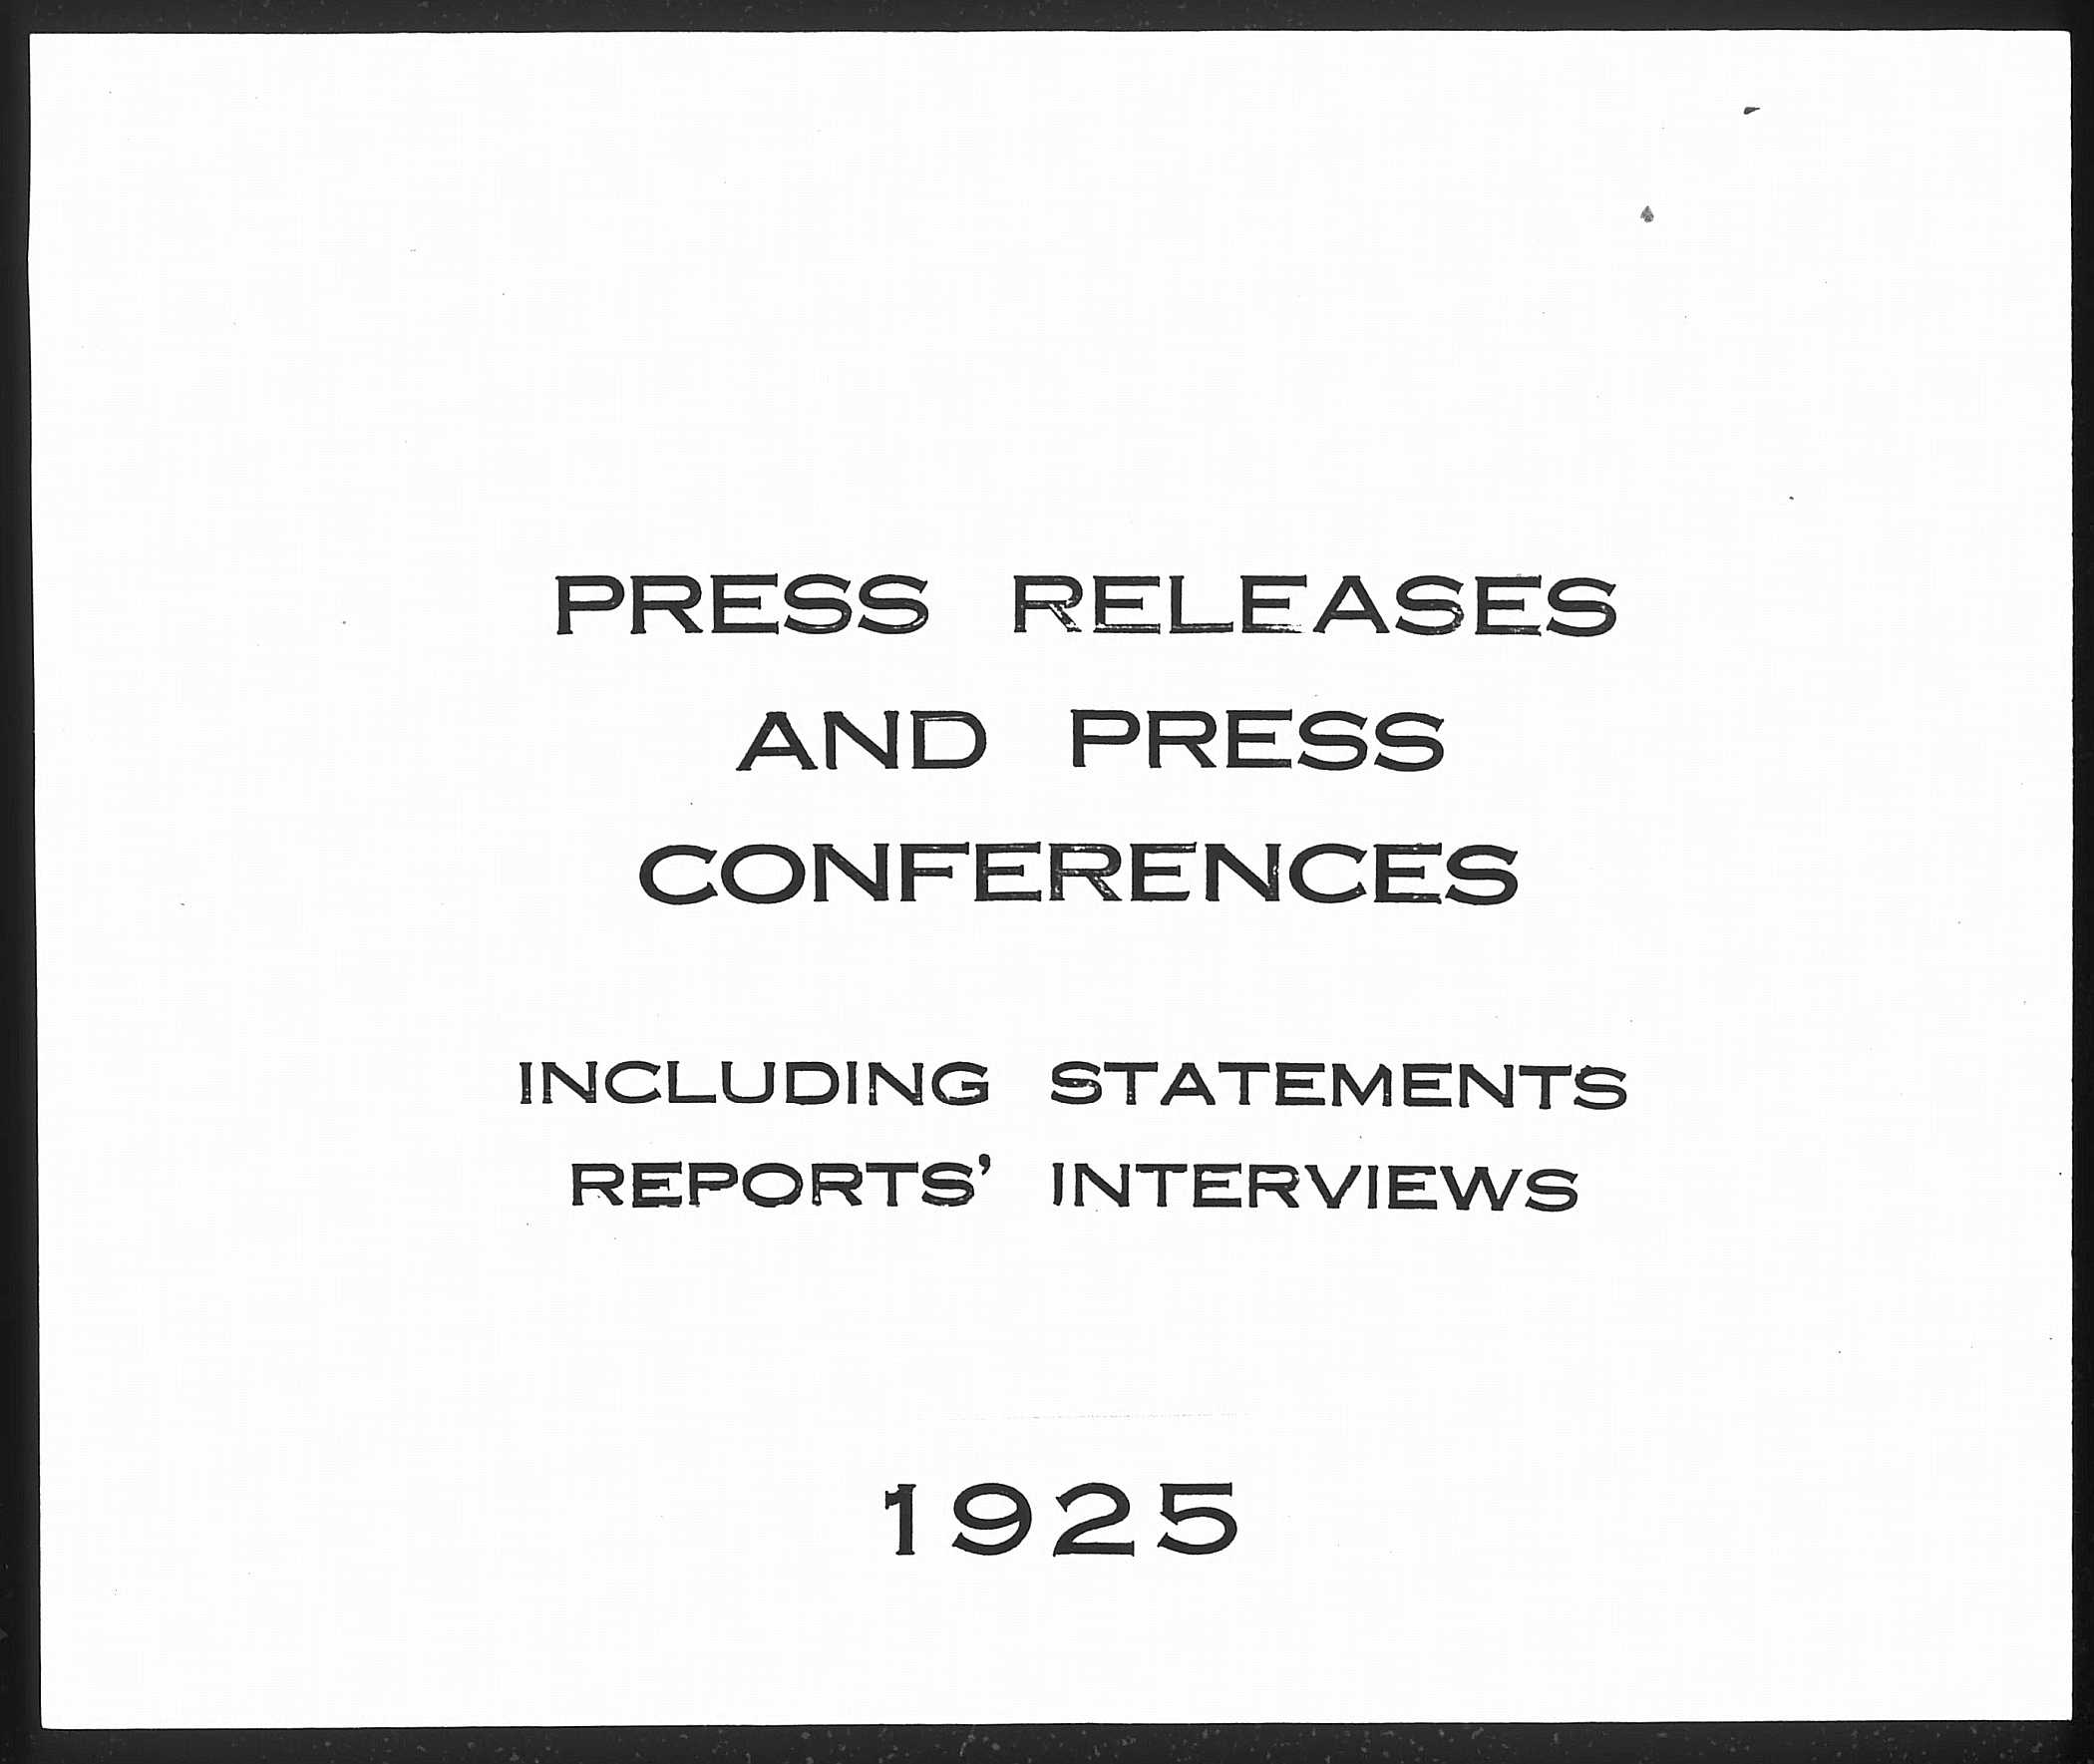 PRESS RELEASES
AND PRESS
CONFERENCES
INCLUDING STATEMENTS
REPORTS' INTERVIEWS
1925